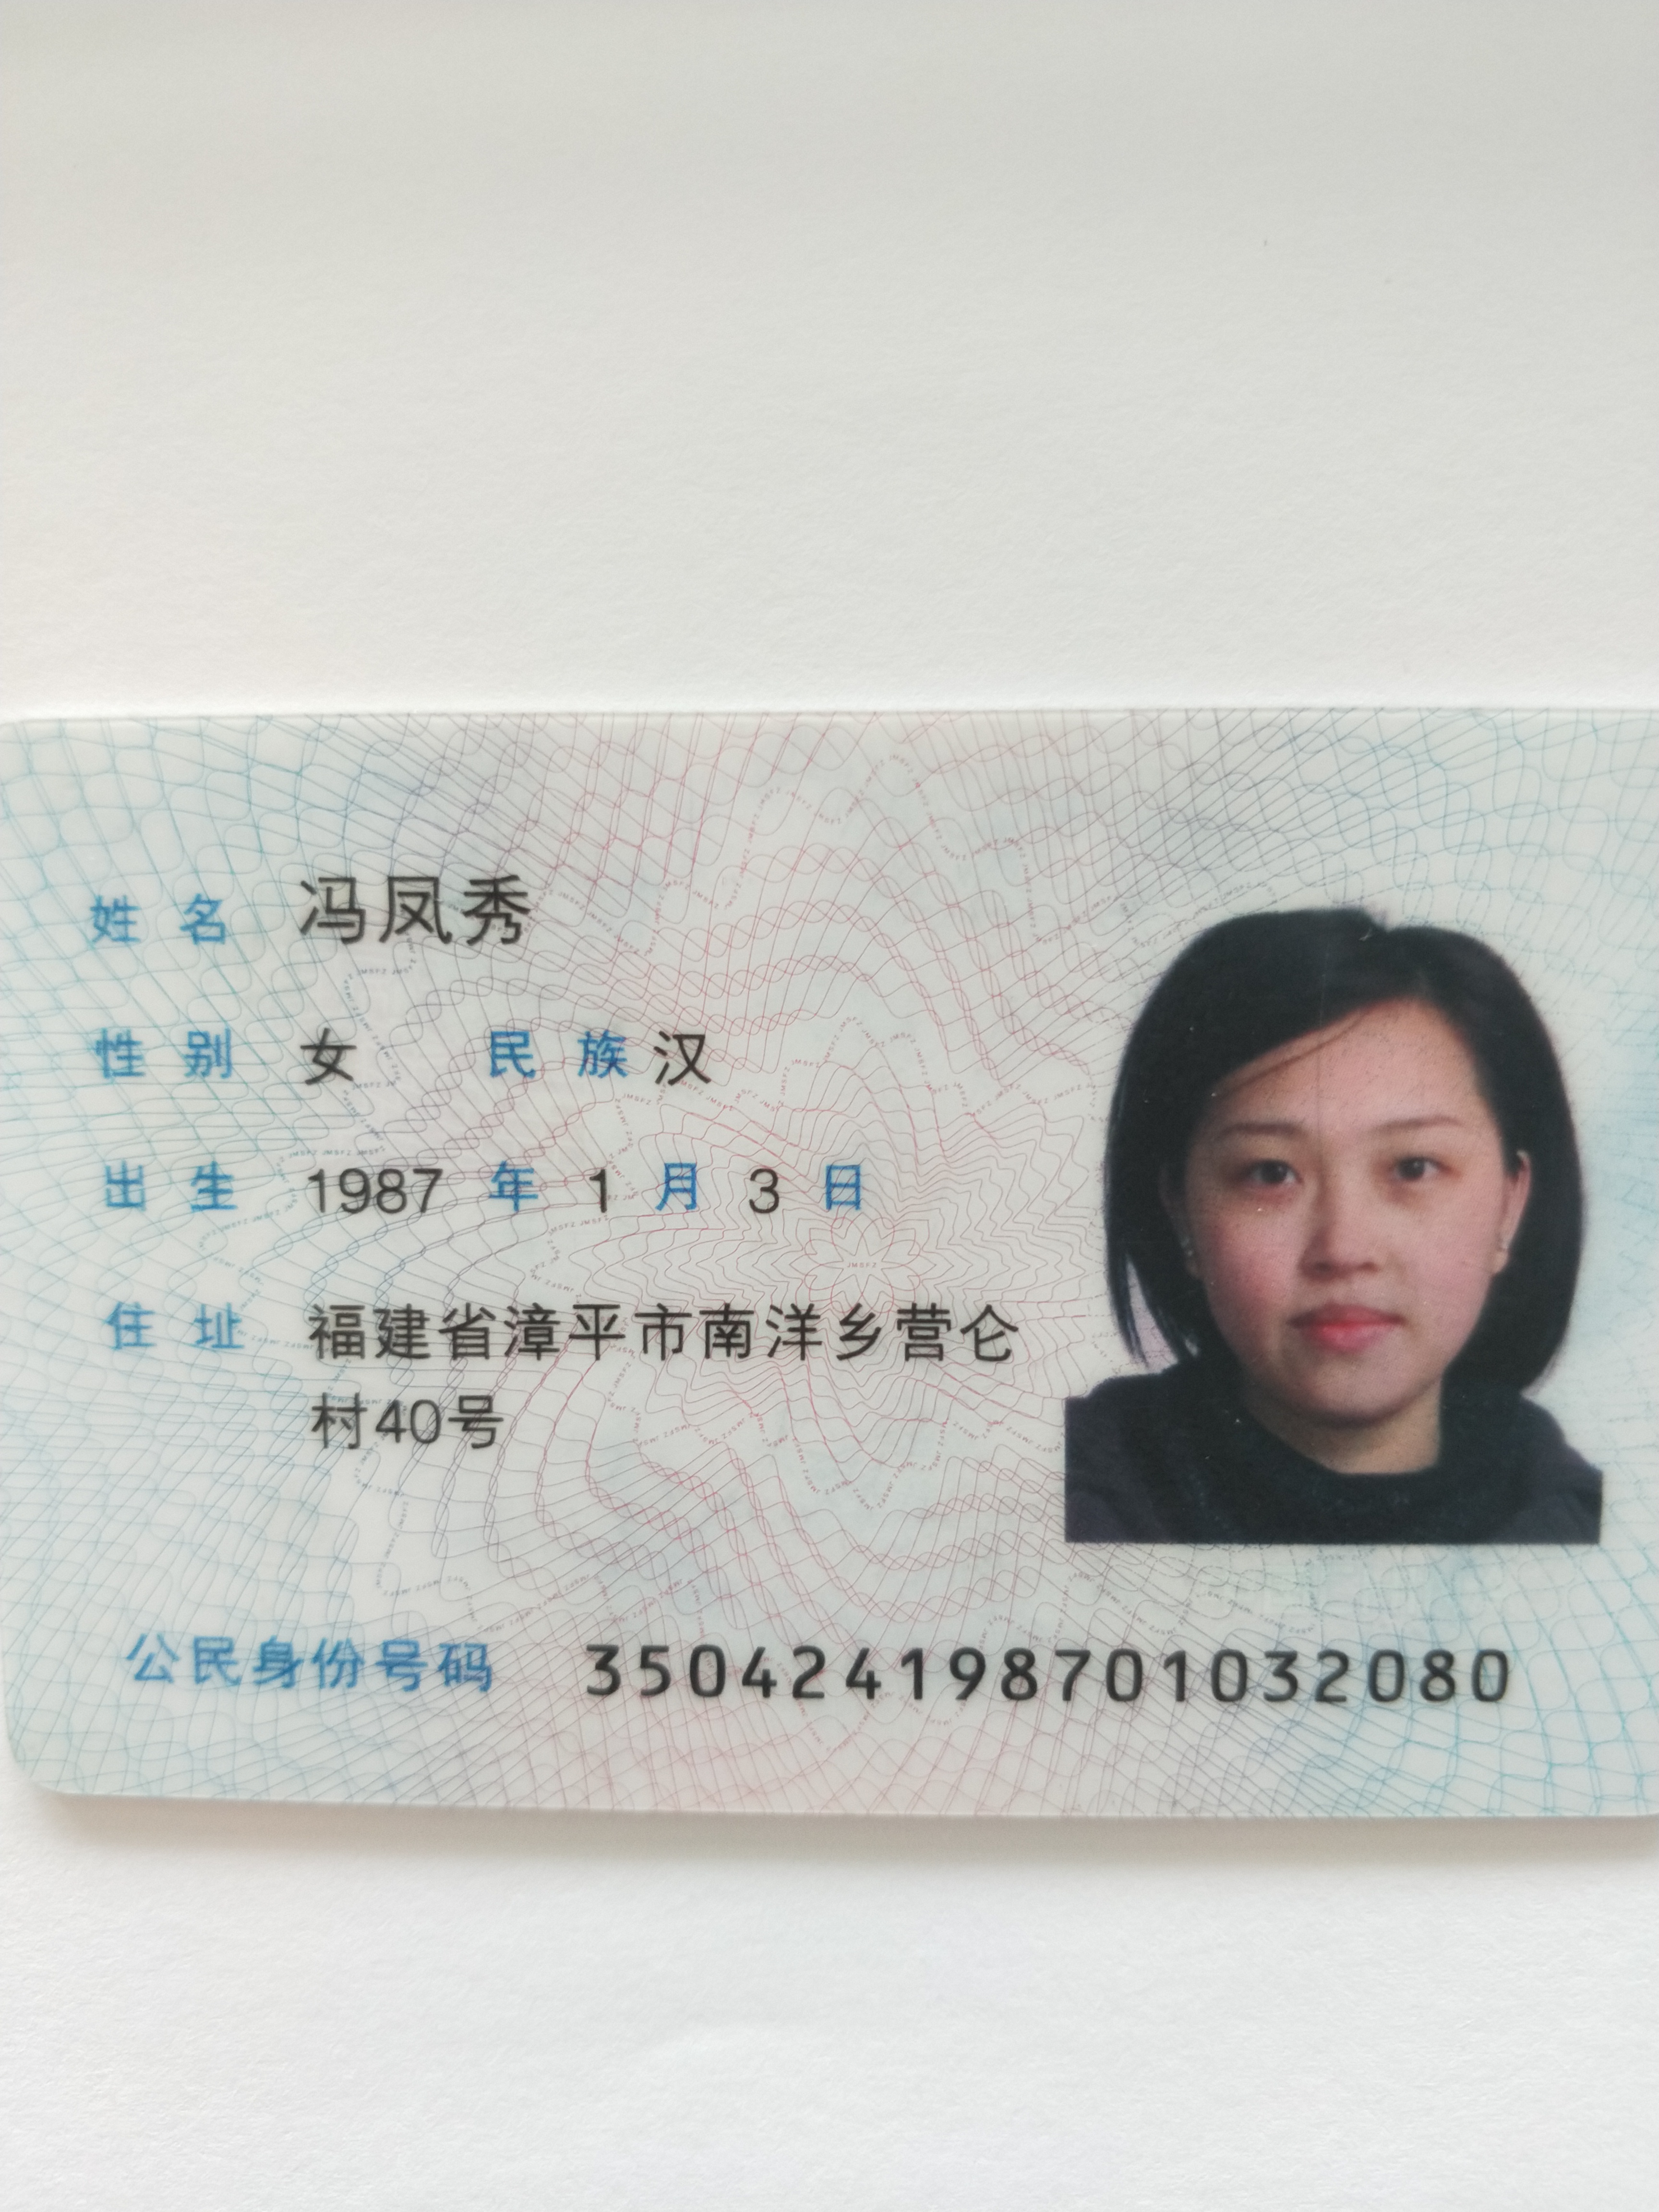 姓名 冯凤秀
性别 女 民族 汉
出生 1987 年 1 月 3 日
住址 福建省漳平市南洋乡营仑
村40号
公民身份号码 350424198701032080